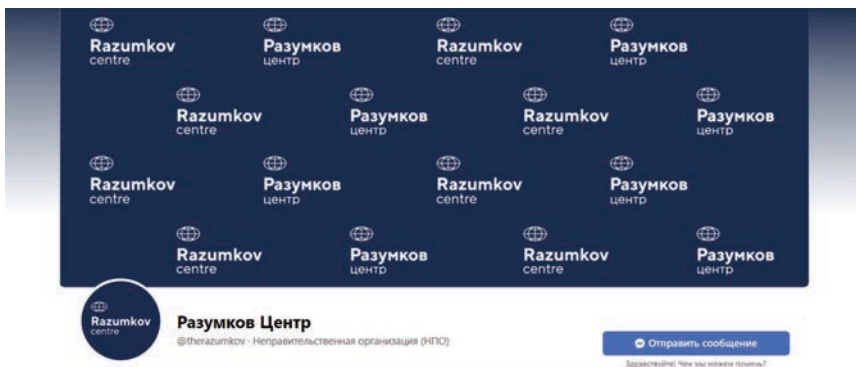 Razumkov
centre
Разумков
центр
Razumkov
centre
Разумков
центр
Razumkov
centre
Разумков
центр
Razumkov
centre
Разумков
центр
Razumkov
centre
Разумков
центр
Razumkov
centre
Разумков
центр
Razumkov
centre
Разумков
центр
Razumkov
centre
Разумков
центр
Razumkov
centre
Разумков Центр
@therazumkov · Неправительственная организация (НПО)
Отправить сообщение
Здравствуйте! Чем мы можем помочь?